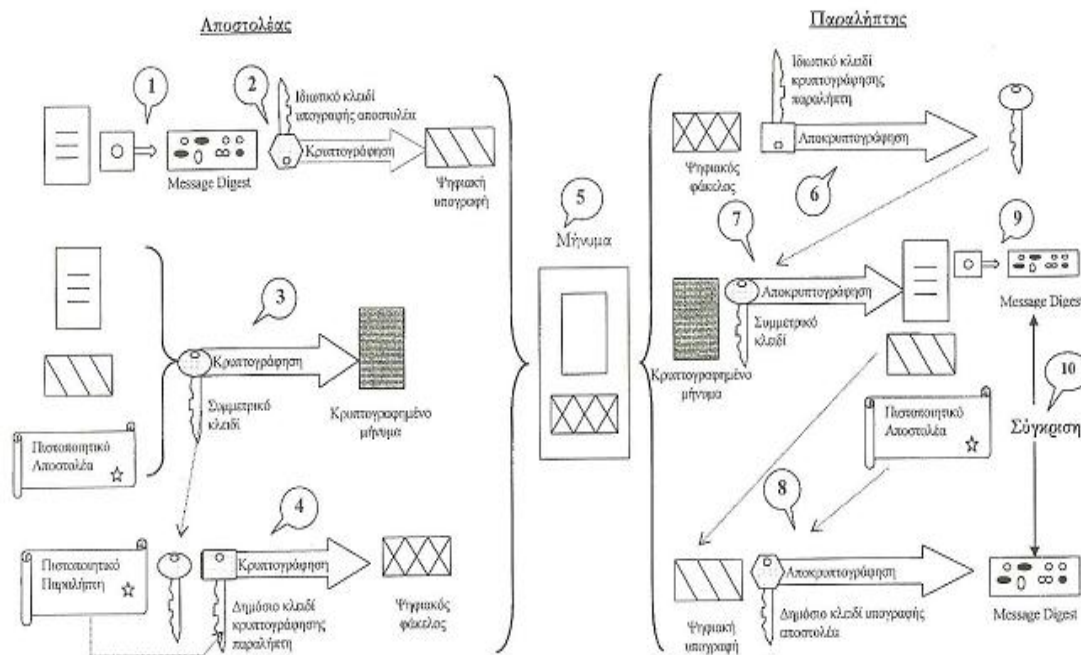 Αποστολέας
1
2
Ιδιωτικό κλειδί
υπογραφής αποστολέα
Κρυπτογράφηση
Message Digest
Ψηφιακή
υπογραφή
3
Κρυπτογράφηση
Συμμετρικό
κλειδί
Κρυπτογραφημένο
μήνυμα
Πιστοποιητικό
Αποστολέα
4
Πιστοποιητικό
Παραλήπτη
Κρυπτογράφηση
Δημόσιο κλειδί
κρυπτογράφησης
παραλήπτη
Ψηφιακός
φάκελος
5
Μήνυμα
Παραλήπτης
Ιδιωτικό κλειδί
κρυπτογράφησης
παραλήπτη
Αποκρυπτογράφηση
Ψηφιακός
φάκελος
6
7
9
Αποκρυπτογράφηση
Message Digest
Συμμετρικό
κλειδί
Κρυπτογραφημένο
μήνυμα
10
Πιστοποιητικό
Αποστολέα
Σύγκριση
8
Αποκρυπτογράφηση
Δημόσιο κλειδί υπογραφής
αποστολέα
Ψηφιακή
υπογραφή
Message Digest